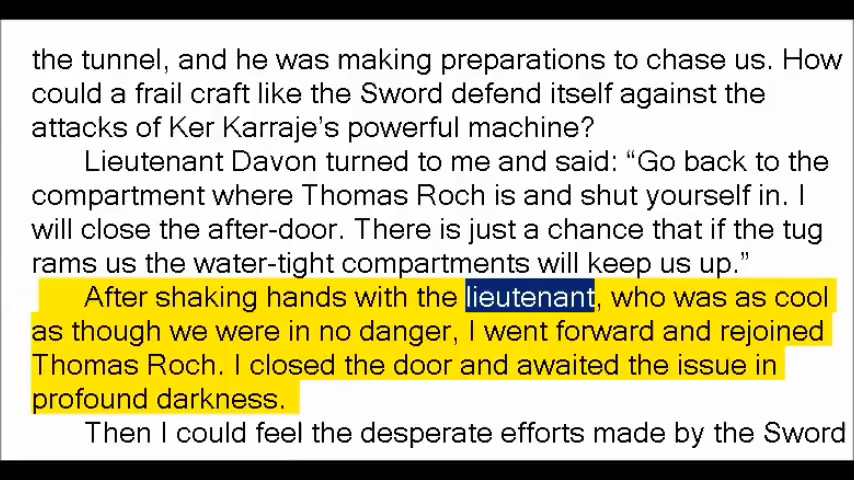 the tunnel, and he was making preparations to chase us. How
could a frail craft like the Sword defend itself against the
attacks of Ker Karraje’s powerful machine?
Lieutenant Davon turned to me and said: “Go back to the
compartment where Thomas Roch is and shut yourself in. I
will close the after-door. There is just a chance that if the tug
rams us the water-tight compartments will keep us up.”
After shaking hands with the lieutenant, who was as cool
as though we were in no danger, I went forward and rejoined
Thomas Roch. I closed the door and awaited the issue in
profound darkness.
Then I could feel the desperate efforts made by the Sword